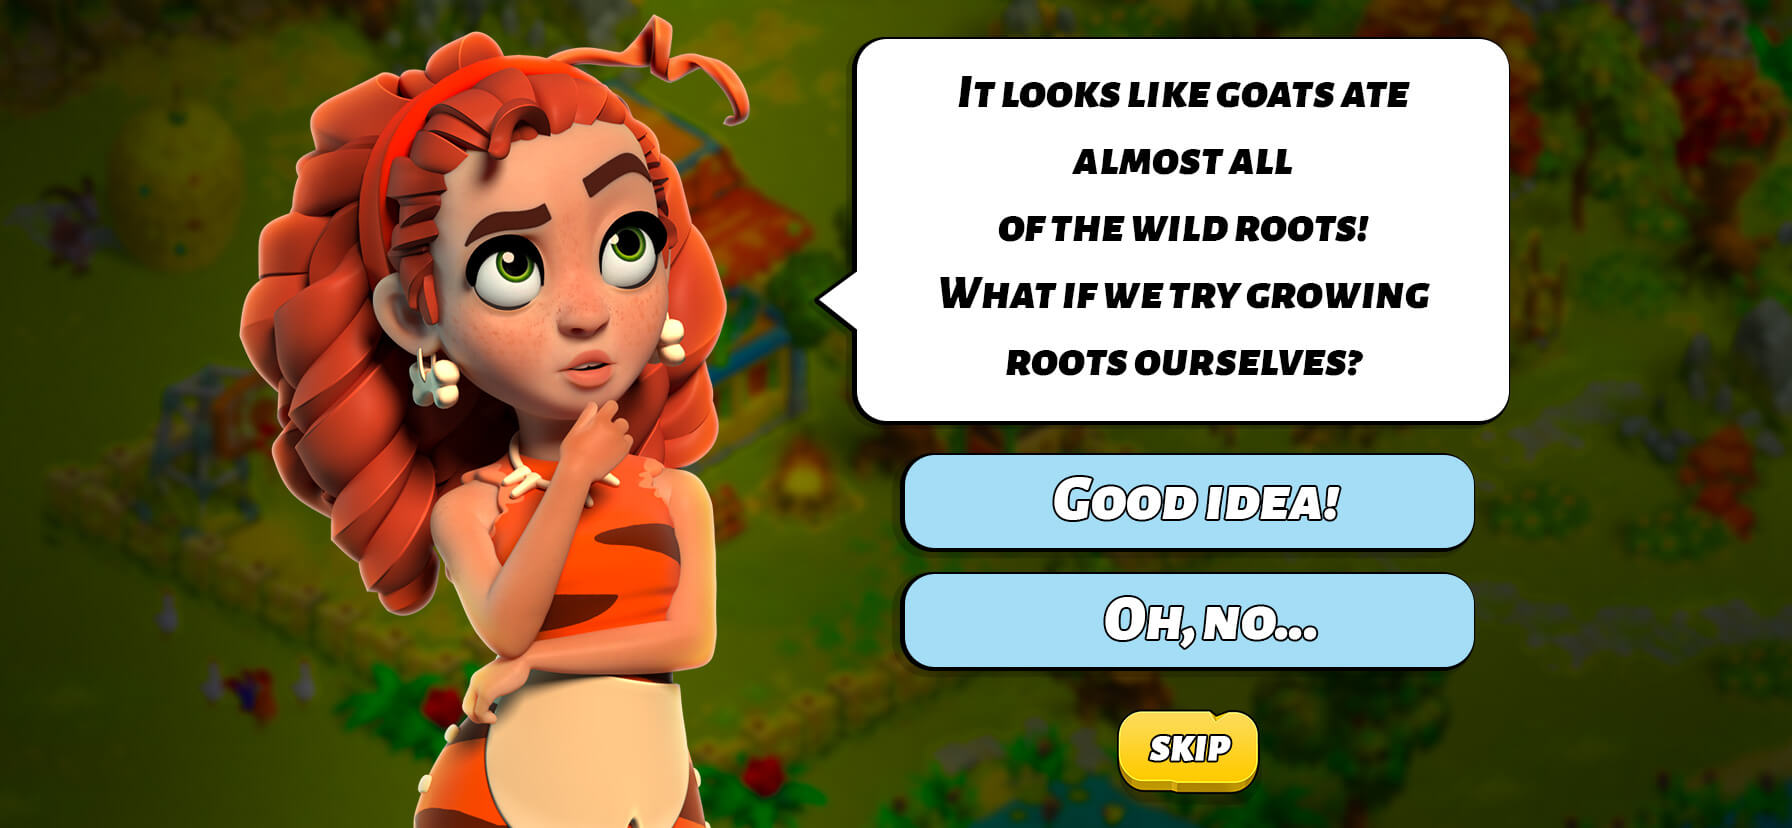 It looks like goats ate
almost all
of the wild roots!
What if we try growing
roots ourselves?
Good idea!
Oh, no...
SKIP